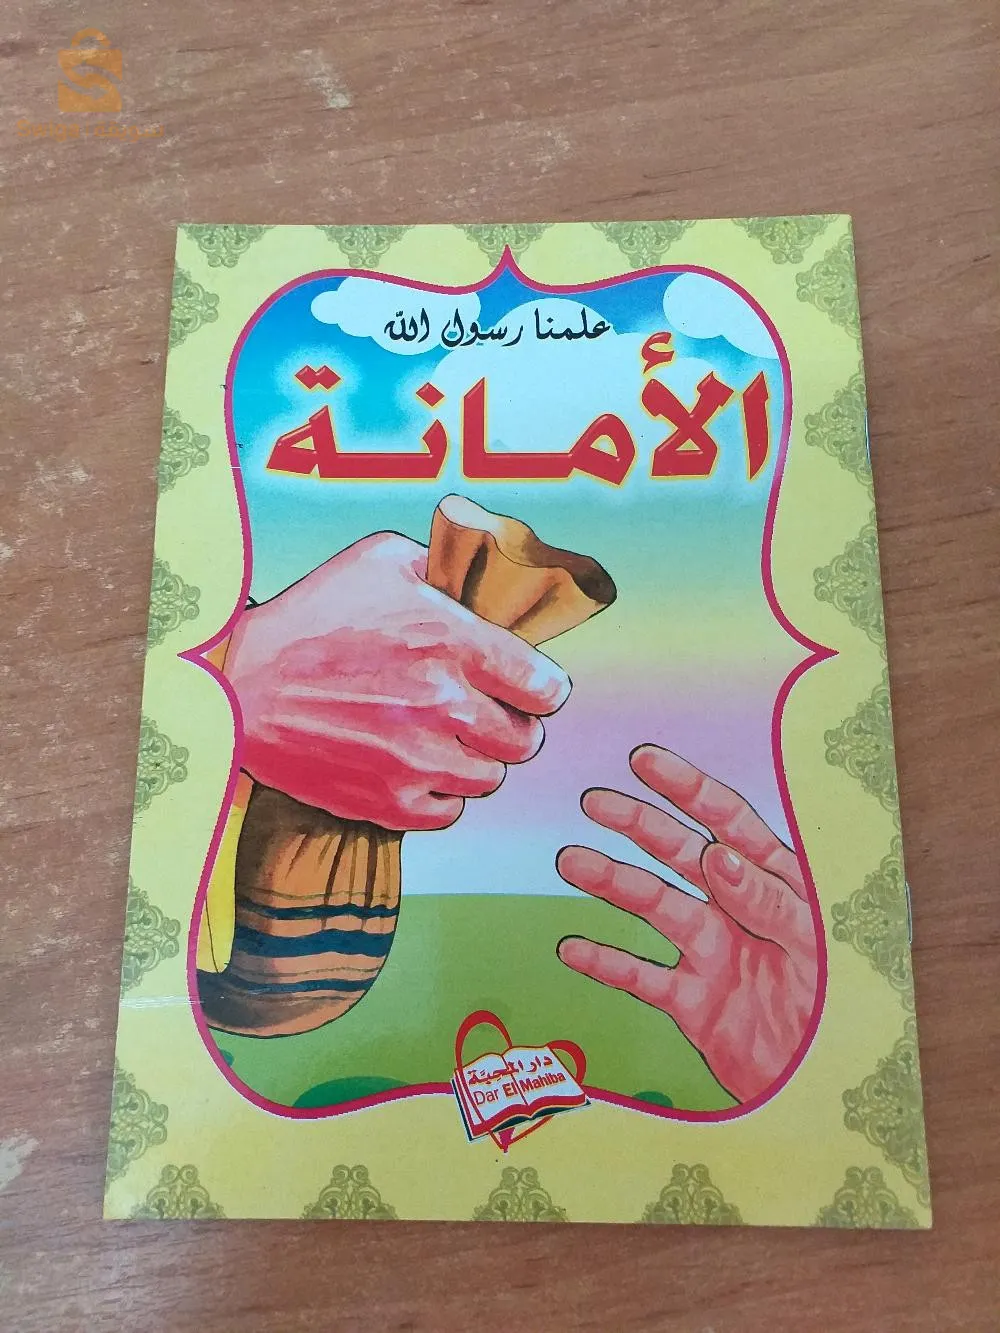 علمنا رسول الله
الأمانة
دار المحبة
Dar El Mahiba